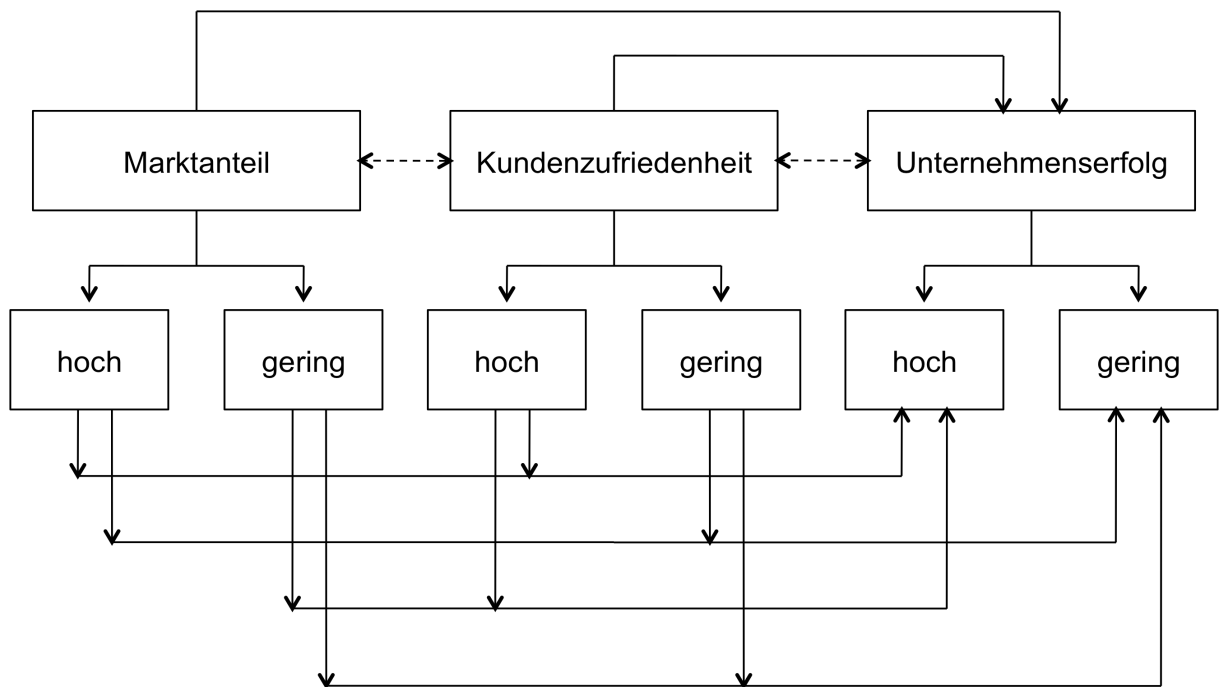 Marktanteil
Kundenzufriedenheit
Unternehmenserfolg
hoch
gering
hoch
gering
hoch
gering